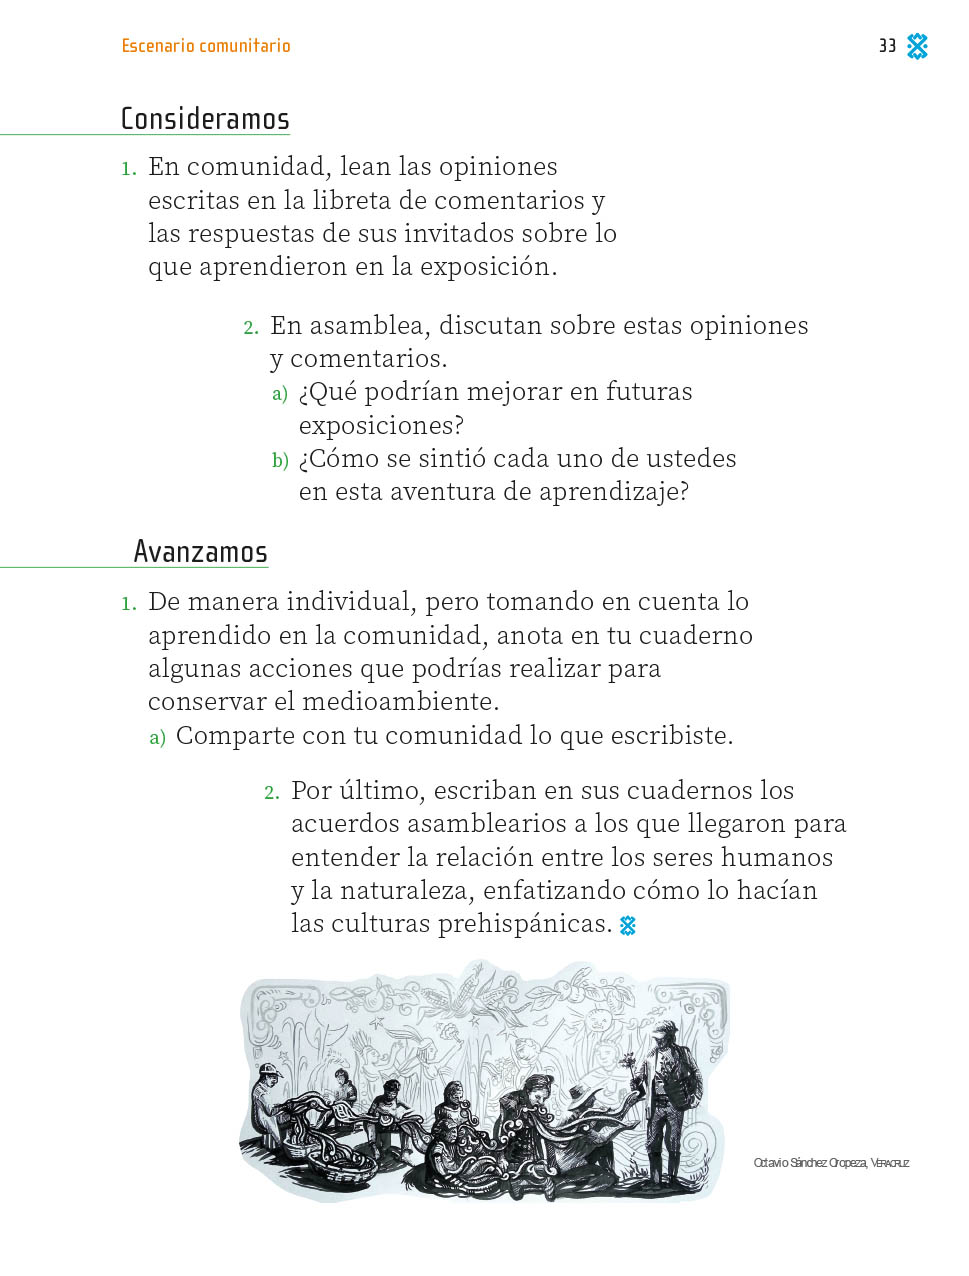 Escenario comunitario
33
Consideramos
1. En comunidad, lean las opiniones
escritas en la libreta de comentarios y
las respuestas de sus invitados sobre lo
que aprendieron en la exposición.
2. En asamblea, discutan sobre estas opiniones
y comentarios.
a) ¿Qué podrían mejorar en futuras
exposiciones?
b) ¿Cómo se sintió cada uno de ustedes
en esta aventura de aprendizaje?
Avanzamos
1. De manera individual, pero tomando en cuenta lo
aprendido en la comunidad, anota en tu cuaderno
algunas acciones que podrías realizar para
conservar el medioambiente.
a) Comparte con tu comunidad lo que escribiste.
2. Por último, escriban en sus cuadernos los
acuerdos asamblearios a los que llegaron para
entender la relación entre los seres humanos
y la naturaleza, enfatizando cómo lo hacían
las culturas prehispánicas.
Octavio Sánchez Oropeza, VERACRUZ